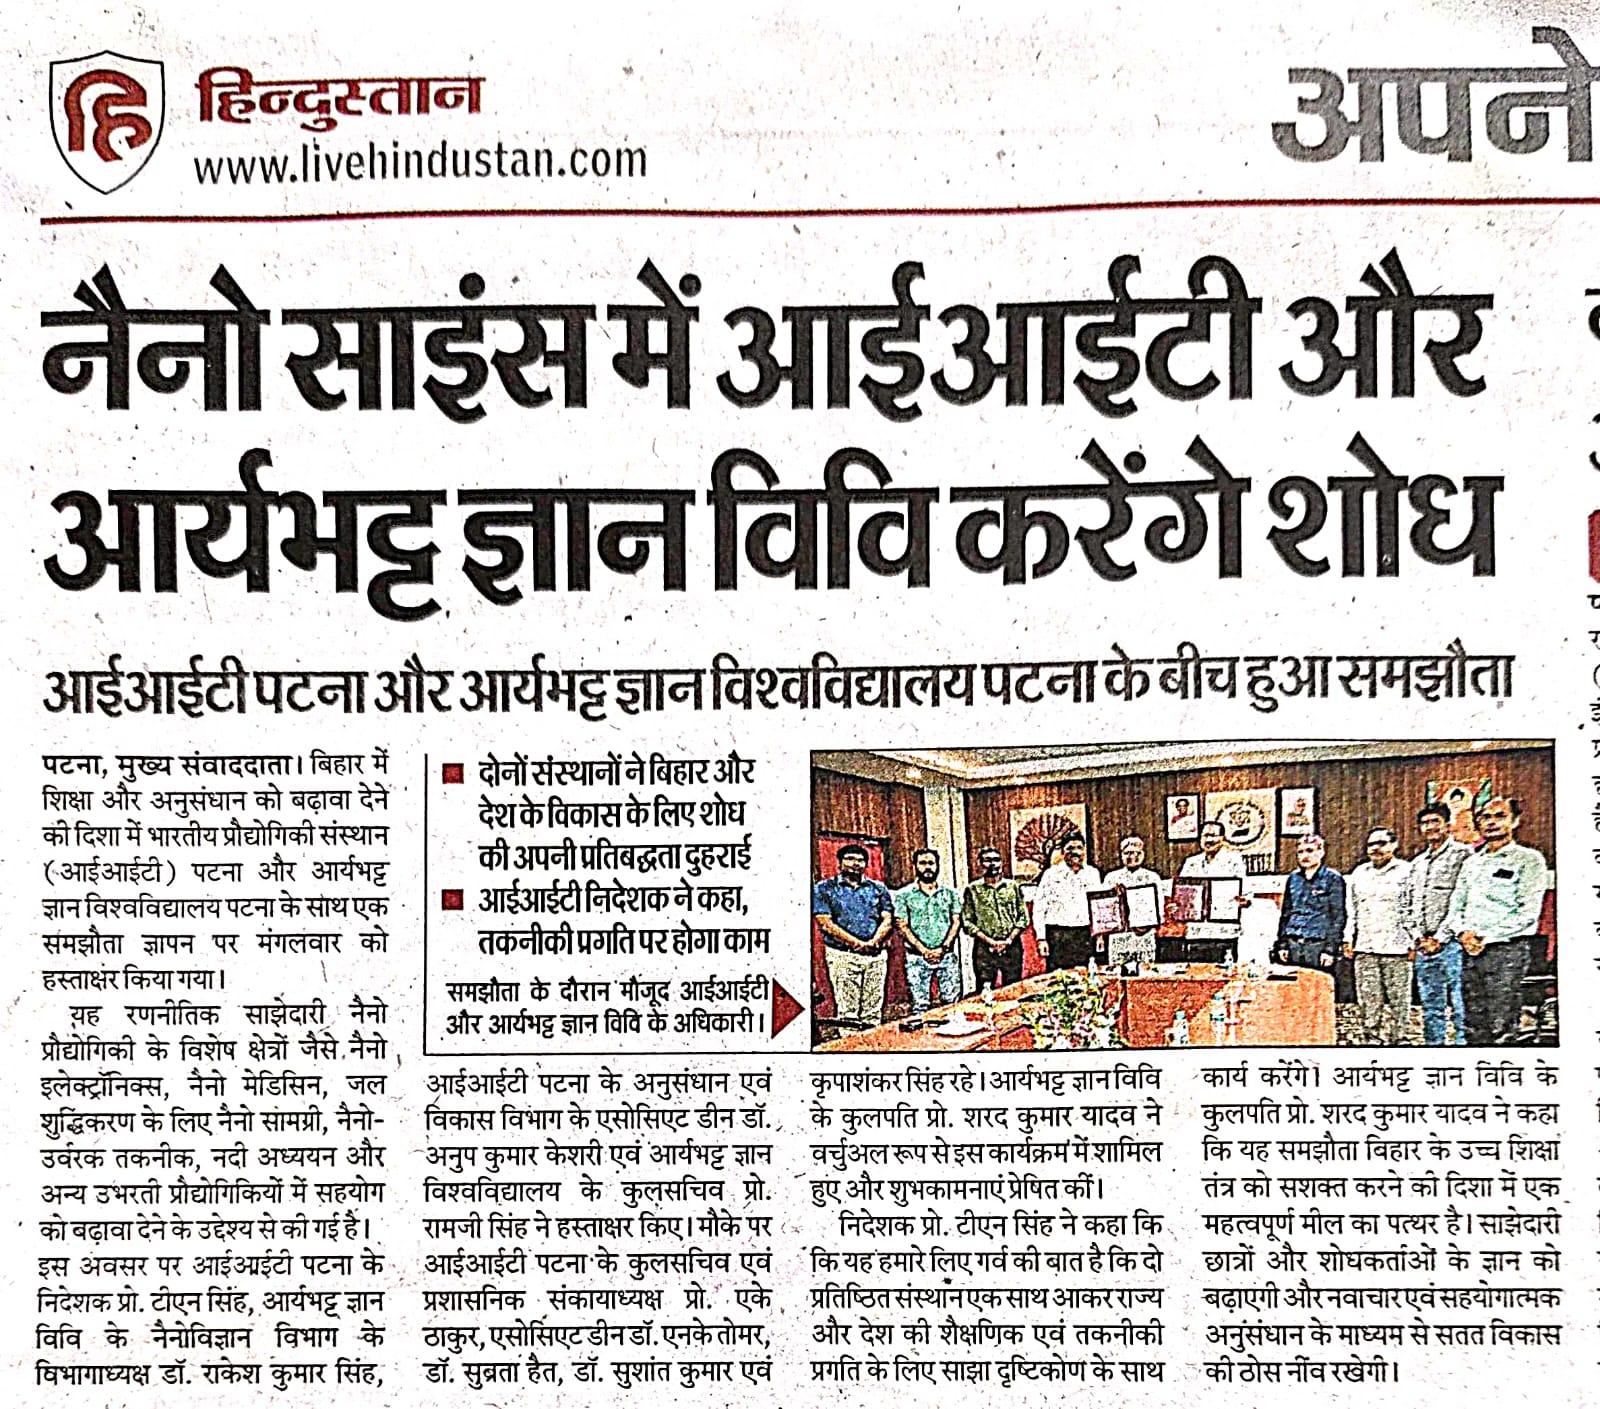 हि
हिन्दुस्तान
www.livehindustan.com
अपने
नैनो साइंस में आईआईटी और
आर्यभट्ट ज्ञान विवि करेंगे शोध
आईआईटी पटना और आर्यभट्ट ज्ञान विश्वविद्यालय पटना के बीच हुआ समझौता
पटना, मुख्य संवाददाता। बिहार में
शिक्षा और अनुसंधान को बढ़ावा देने
की दिशा में भारतीय प्रौद्योगिकी संस्थान
(आईआईटी) पटना और आर्यभट्ट
ज्ञान विश्वविद्यालय पटना के साथ एक
समझौता ज्ञापन पर मंगलवार को
हस्ताक्षर किया गया।
यह रणनीतिक साझेदारी नैनो
प्रौद्योगिकी के विशेष क्षेत्रों जैसे नैनो
इलेक्ट्रॉनिक्स, नैनो मेडिसिन, जल
शुद्धिकरण के लिए नैनो सामग्री, नैनो-
उर्वरक तकनीक, नदी अध्ययन और
अन्य उभरती प्रौद्योगिकियों में सहयोग
को बढ़ावा देने के उद्देश्य से की गई है।
इस अवसर पर आईआईटी पटना के
निदेशक प्रो. टीएन सिंह, आर्यभट्ट ज्ञान
विवि के नैनोविज्ञान विभाग के
विभागाध्यक्ष डॉ. राकेश कुमार सिंह,
दोनों संस्थानों ने बिहार और
देश के विकास के लिए शोध
की अपनी प्रतिबद्धता दुहराई
आईआईटी निदेशक ने कहा,
तकनीकी प्रगति पर होगा काम
समझौता के दौरान मौजूद आईआईटी
और आर्यभट्ट ज्ञान विवि के अधिकारी।
आईआईटी पटना के अनुसंधान एवं
विकास विभाग के एसोसिएट डीन डॉ.
अनुप कुमार केशरी एवं आर्यभट्ट ज्ञान
विश्वविद्यालय के कुलसचिव प्रो.
रामजी सिंह ने हस्ताक्षर किए। मौके पर
आईआईटी पटना के कुलसचिव एवं
प्रशासनिक संकायाध्यक्ष प्रो. एके
ठाकुर, एसोसिएट डीन डॉ. एनके तोमर,
डॉ. सुब्रता हैत, डॉ. सुशांत कुमार एवं
कृपाशंकर सिंह रहे। आर्यभट्ट ज्ञान विवि
के कुलपति प्रो. शरद कुमार यादव ने
वर्चुअल रूप से इस कार्यक्रम में शामिल
हुए और शुभकामनाएं प्रेषित कीं।
निदेशक प्रो. टीएन सिंह ने कहा कि
कि यह हमारे लिए गर्व की बात है कि दो
प्रतिष्ठित संस्थान एक साथ आकर राज्य
और देश की शैक्षणिक एवं तकनीकी
प्रगति के लिए साझा दृष्टिकोण के साथ
कार्य करेंगे। आर्यभट्ट ज्ञान विवि के
कुलपति प्रो. शरद कुमार यादव ने कहा
कि यह समझौता बिहार के उच्च शिक्षा
तंत्र को सशक्त करने की दिशा में एक
महत्वपूर्ण मील का पत्थर है। साझेदारी
छात्रों और शोधकर्ताओं के ज्ञान को
बढ़ाएगी और नवाचार एवं सहयोगात्मक
अनुसंधान के माध्यम से सतत विकास
की ठोस नींव रखेगी।